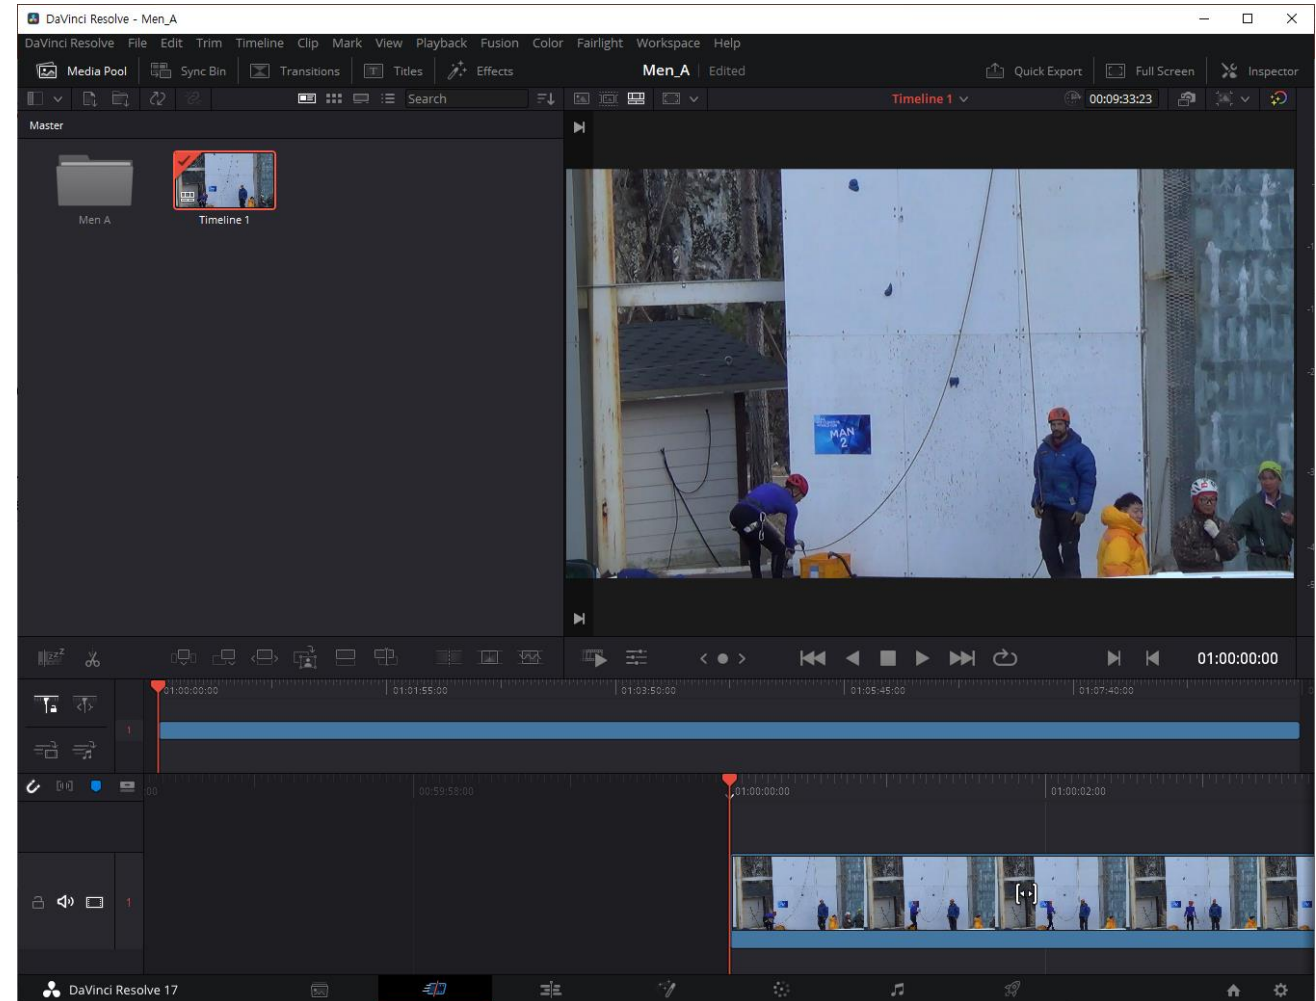 DaVinci Resolve - Men_A
DaVinci Resolve File Edit Trim Timeline Clip Mark View Playback Fusion Color Fairlight Workspace Help
Media Pool Sync Bin Transitions Titles Effects Men_A Edited Quick Export Full Screen Inspector
Search Timeline 1 00:09:33:23
Master
Men A Timeline 1
MAN
2
01:00:00:00
01:00:00:00 01:01:55:00 01:03:50:00 01:05:45:00 01:07:40:00
1
:00 00:59:58:00 01:00:00:00 01:00:02:00
1
DaVinci Resolve 17